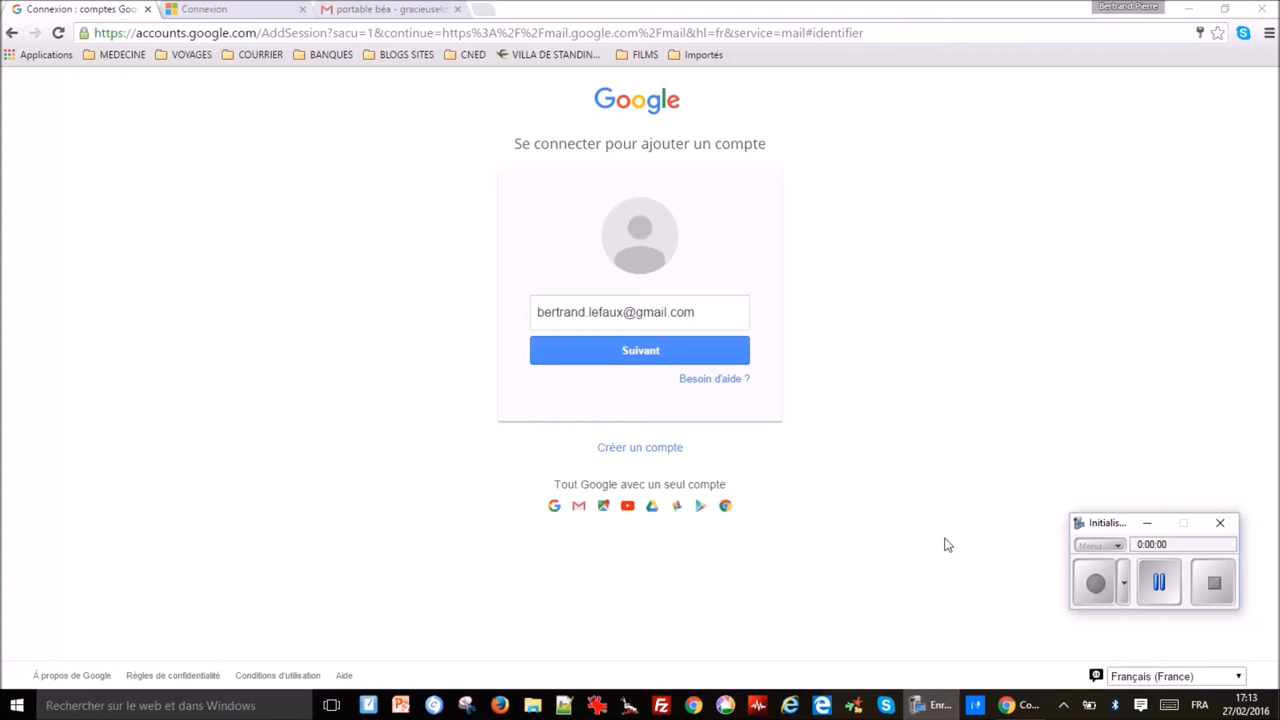 Connexion : comptes Goo
Connexion
portable béa - gracieuselo
Bertrand Pierre
https://accounts.google.com/AddSession?sacu=1&continue=https%3A%2F%2Fmail.google.com%2Fmail&hl=fr&service=mail#identifier
Applications
MEDECINE
VOYAGES
COURRIER
BANQUES
BLOGS SITES
CNED
VILLA DE STANDIN...
FILMS
Importés
Google
Se connecter pour ajouter un compte
bertrand.lefaux@gmail.com
Suivant
Besoin d'aide ?
Créer un compte
Tout Google avec un seul compte
Initialis...
Menu
0:00:00
À propos de Google
Règles de confidentialité
Conditions d'utilisation
Aide
Français (France)
Rechercher sur le web et dans Windows
Enr...
Co...
FRA
17:13
27/02/2016